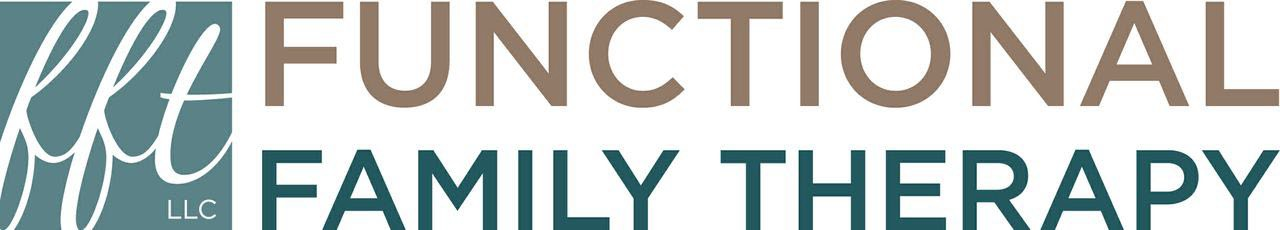 fft
LLC
FUNCTIONAL
FAMILY THERAPY